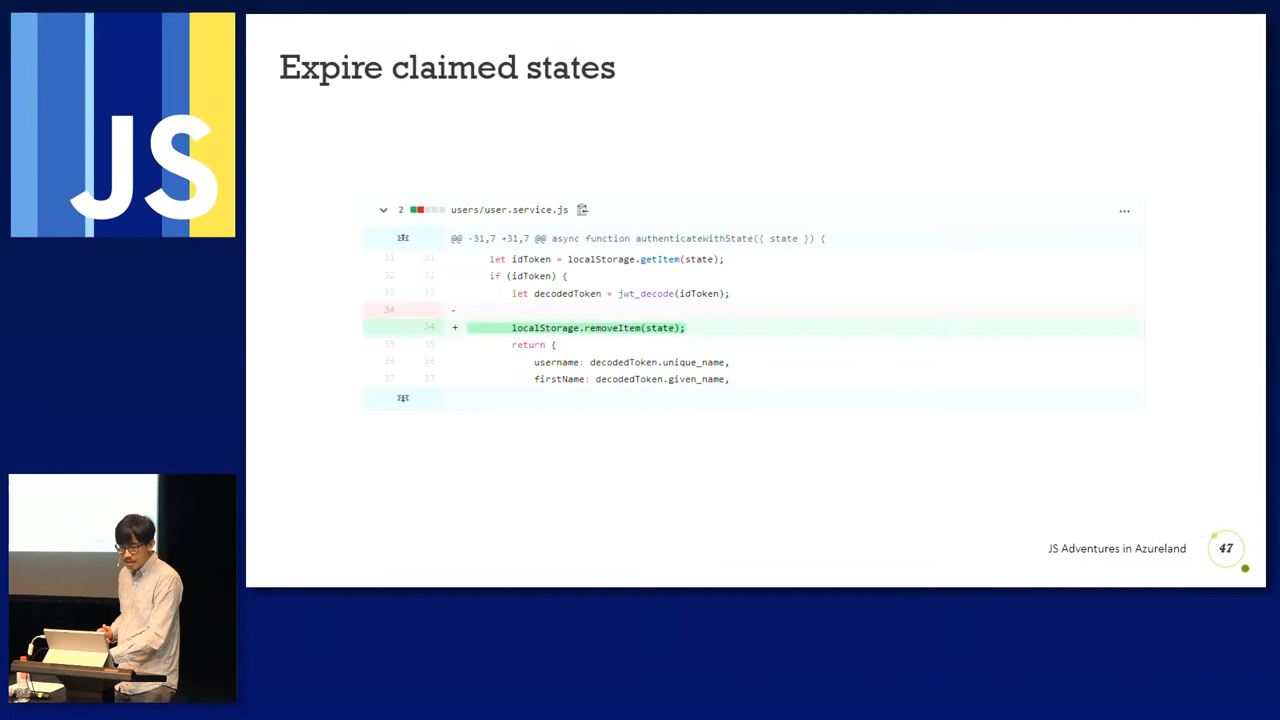 JS
Expire claimed states
2 users/user.service.js ...
@@ -31,7 +31,7 @@ async function authenticateWithState({ state }) {
31 31 let idToken = localStorage.getItem(state);
32 32 if (idToken) {
33 33 let decodedToken = jwt_decode(idToken);
34 -
34 + localStorage.removeItem(state);
35 35 return {
36 36 username: decodedToken.unique_name,
37 37 firstName: decodedToken.given_name,
JS Adventures in Azureland 47